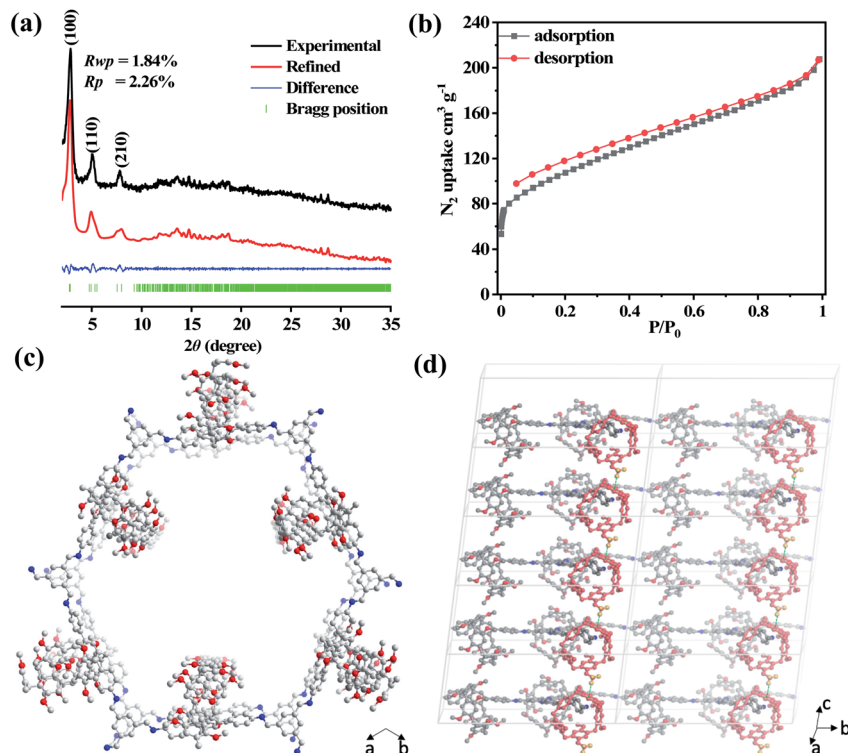 (a)
(100)
Rwp = 1.84%
Rp = 2.26%
(110)
(210)
Experimental
Refined
Difference
Bragg position
5 10 15 20 25 30 35
2θ (degree)
(b)
adsorption
desorption
N2 uptake cm³ g⁻¹
240
200
160
120
80
40
0
0 0.2 0.4 0.6 0.8 1
P/P0
(c)
a b
(d)
c
b
a